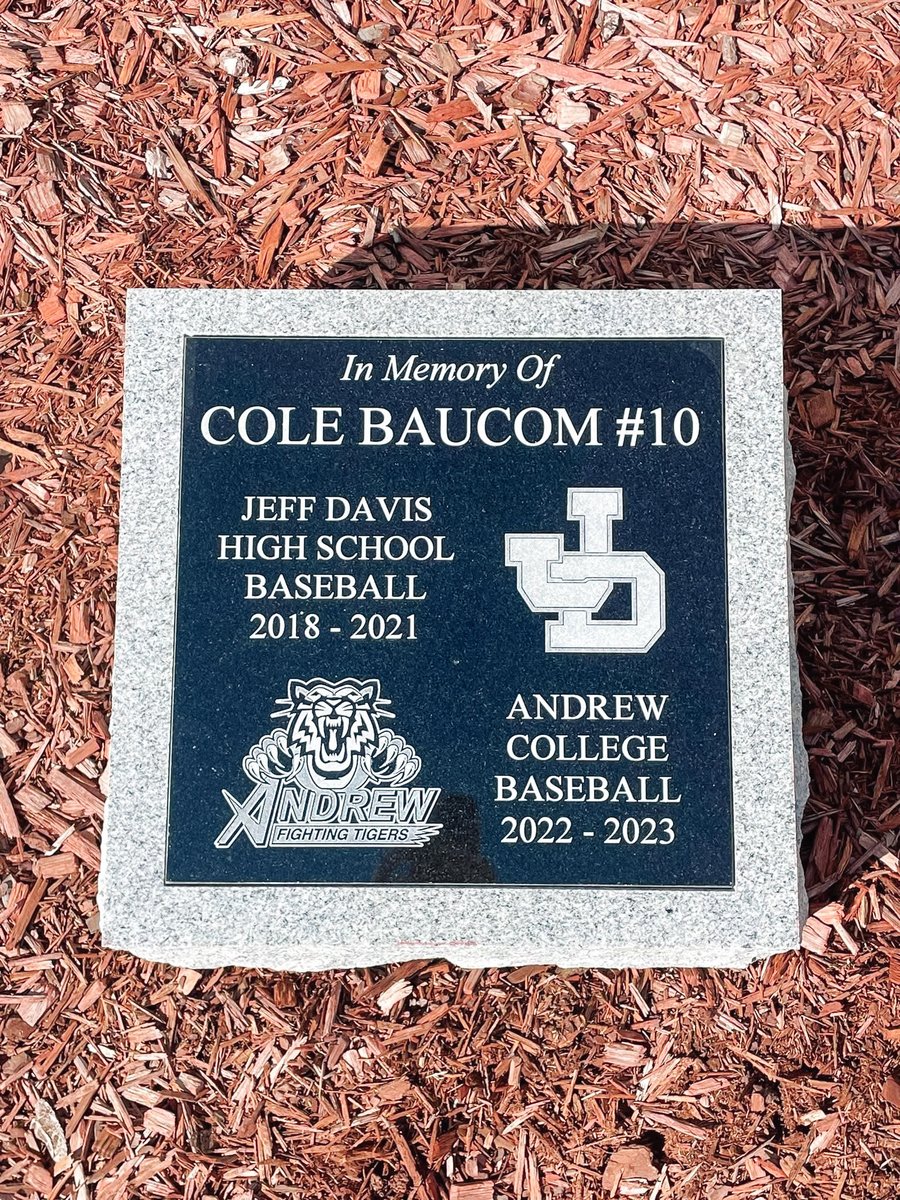 In Memory Of
COLE BAUCOM #10
JEFF DAVIS
HIGH SCHOOL
BASEBALL
2018 - 2021
JD
ANDREW
FIGHTING TIGERS
ANDREW
COLLEGE
BASEBALL
2022 - 2023